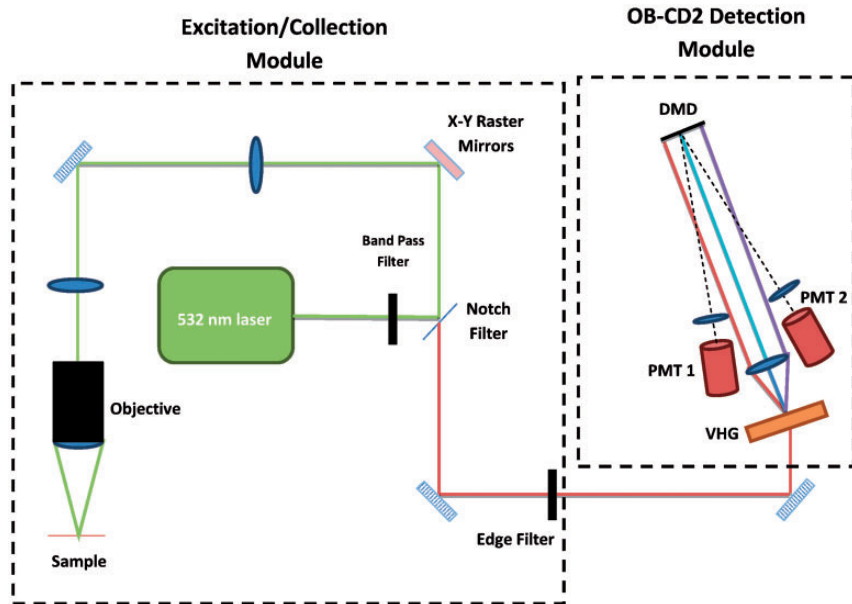 Excitation/Collection
Module
OB-CD2 Detection
Module
DMD
X-Y Raster
Mirrors
Band Pass
Filter
PMT 2
532 nm laser
Notch
Filter
PMT 1
Objective
VHG
Edge Filter
Sample